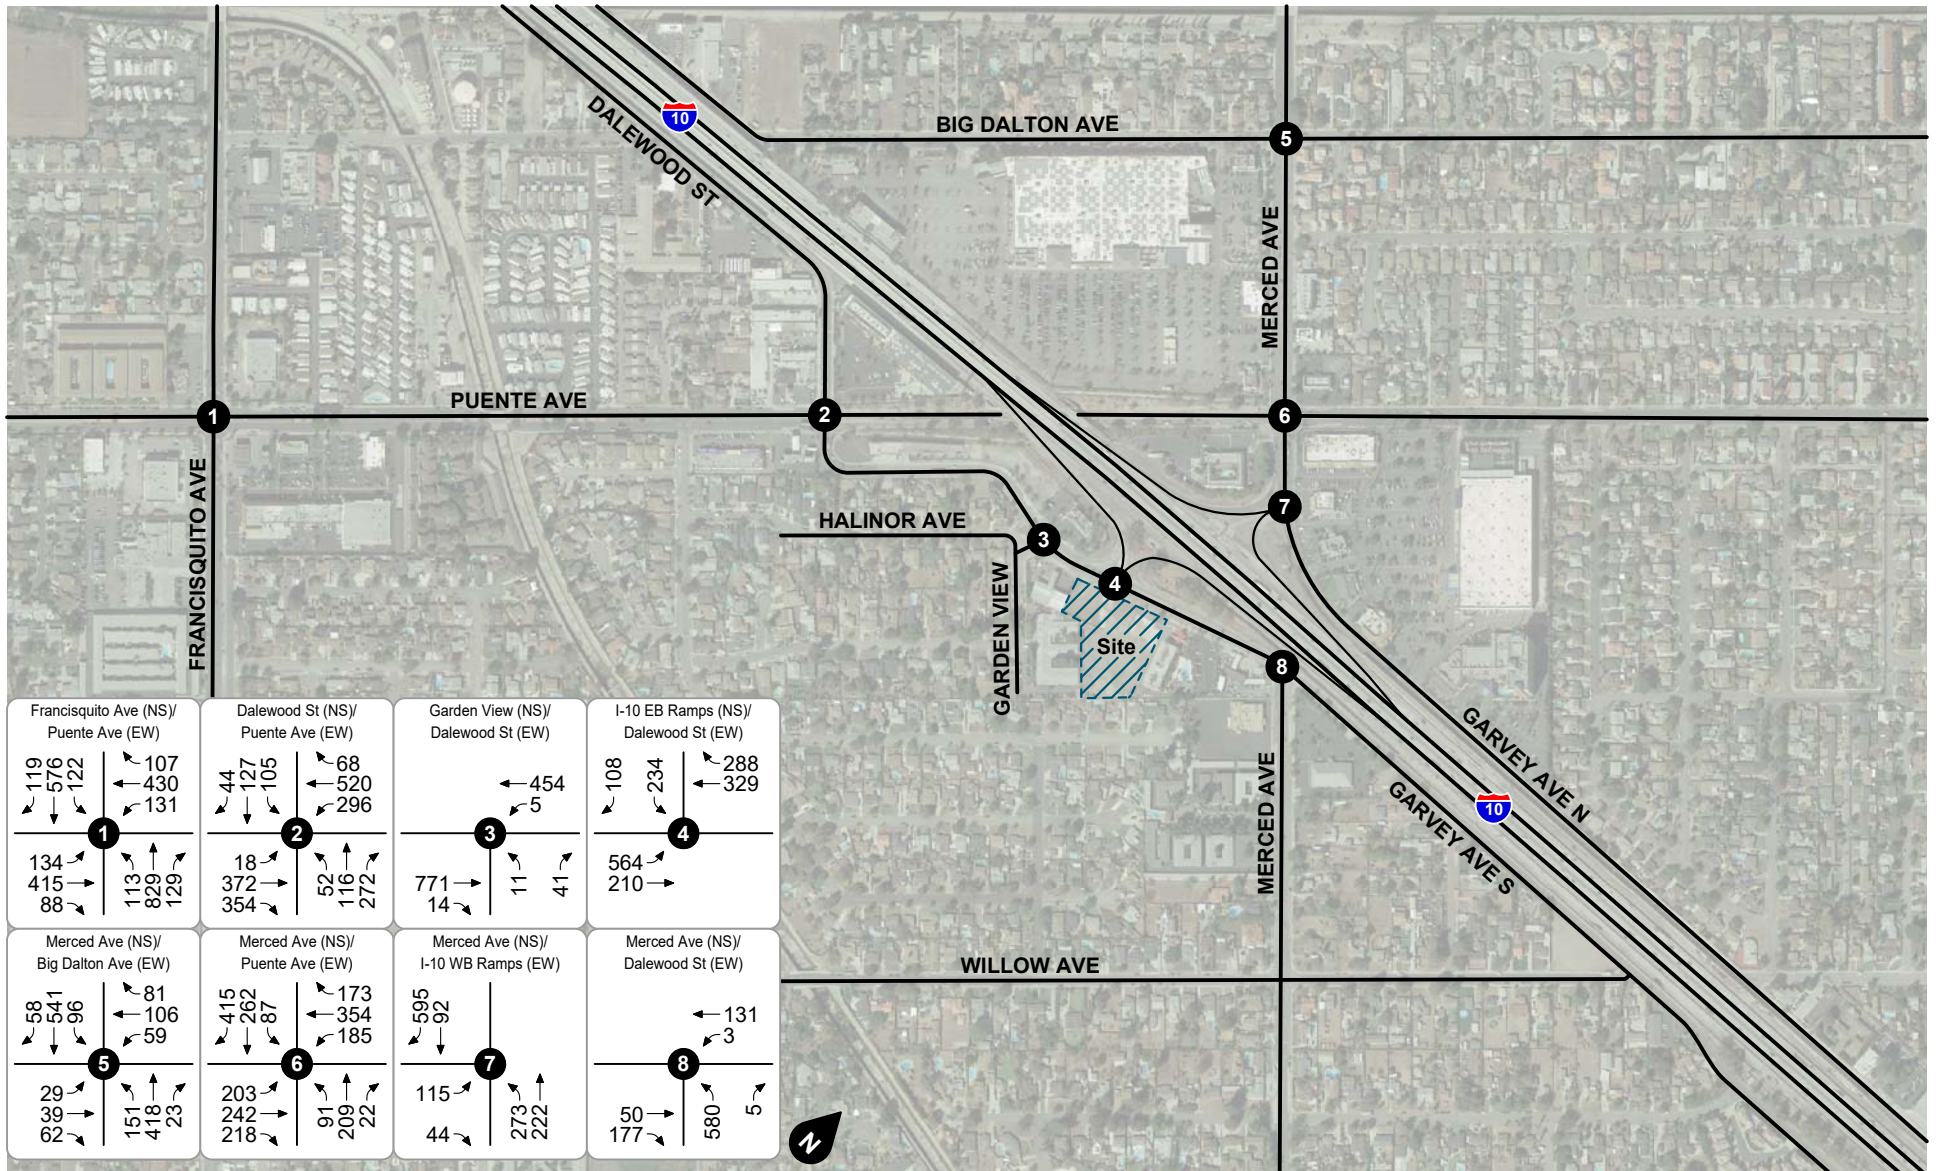 10
DALEWOOD ST
BIG DALTON AVE
5
MERCED AVE
PUENTE AVE
1
2
6
7
FRANCISQUITO AVE
HALINOR AVE
3
4
GARDEN VIEW
Site
8
GARVEY AVE N
10
GARVEY AVE S
MERCED AVE
WILLOW AVE
N
Francisquito Ave (NS)/
Puente Ave (EW)
119 576 122
107
430
131
1
134
415
88
113 829 129
Dalewood St (NS)/
Puente Ave (EW)
44 127 105
68
520
296
2
18
372
354
52 116 272
Garden View (NS)/
Dalewood St (EW)
454
5
3
771
14
11 41
I-10 EB Ramps (NS)/
Dalewood St (EW)
108 234
288
329
4
564
210
Merced Ave (NS)/
Big Dalton Ave (EW)
58 541 96
81
106
59
5
29
39
62
151 418 23
Merced Ave (NS)/
Puente Ave (EW)
415 262 87
173
354
185
6
203
242
218
91 209 22
Merced Ave (NS)/
I-10 WB Ramps (EW)
595 92
7
115
44
273 222
Merced Ave (NS)/
Dalewood St (EW)
131
3
8
50
177
580 5